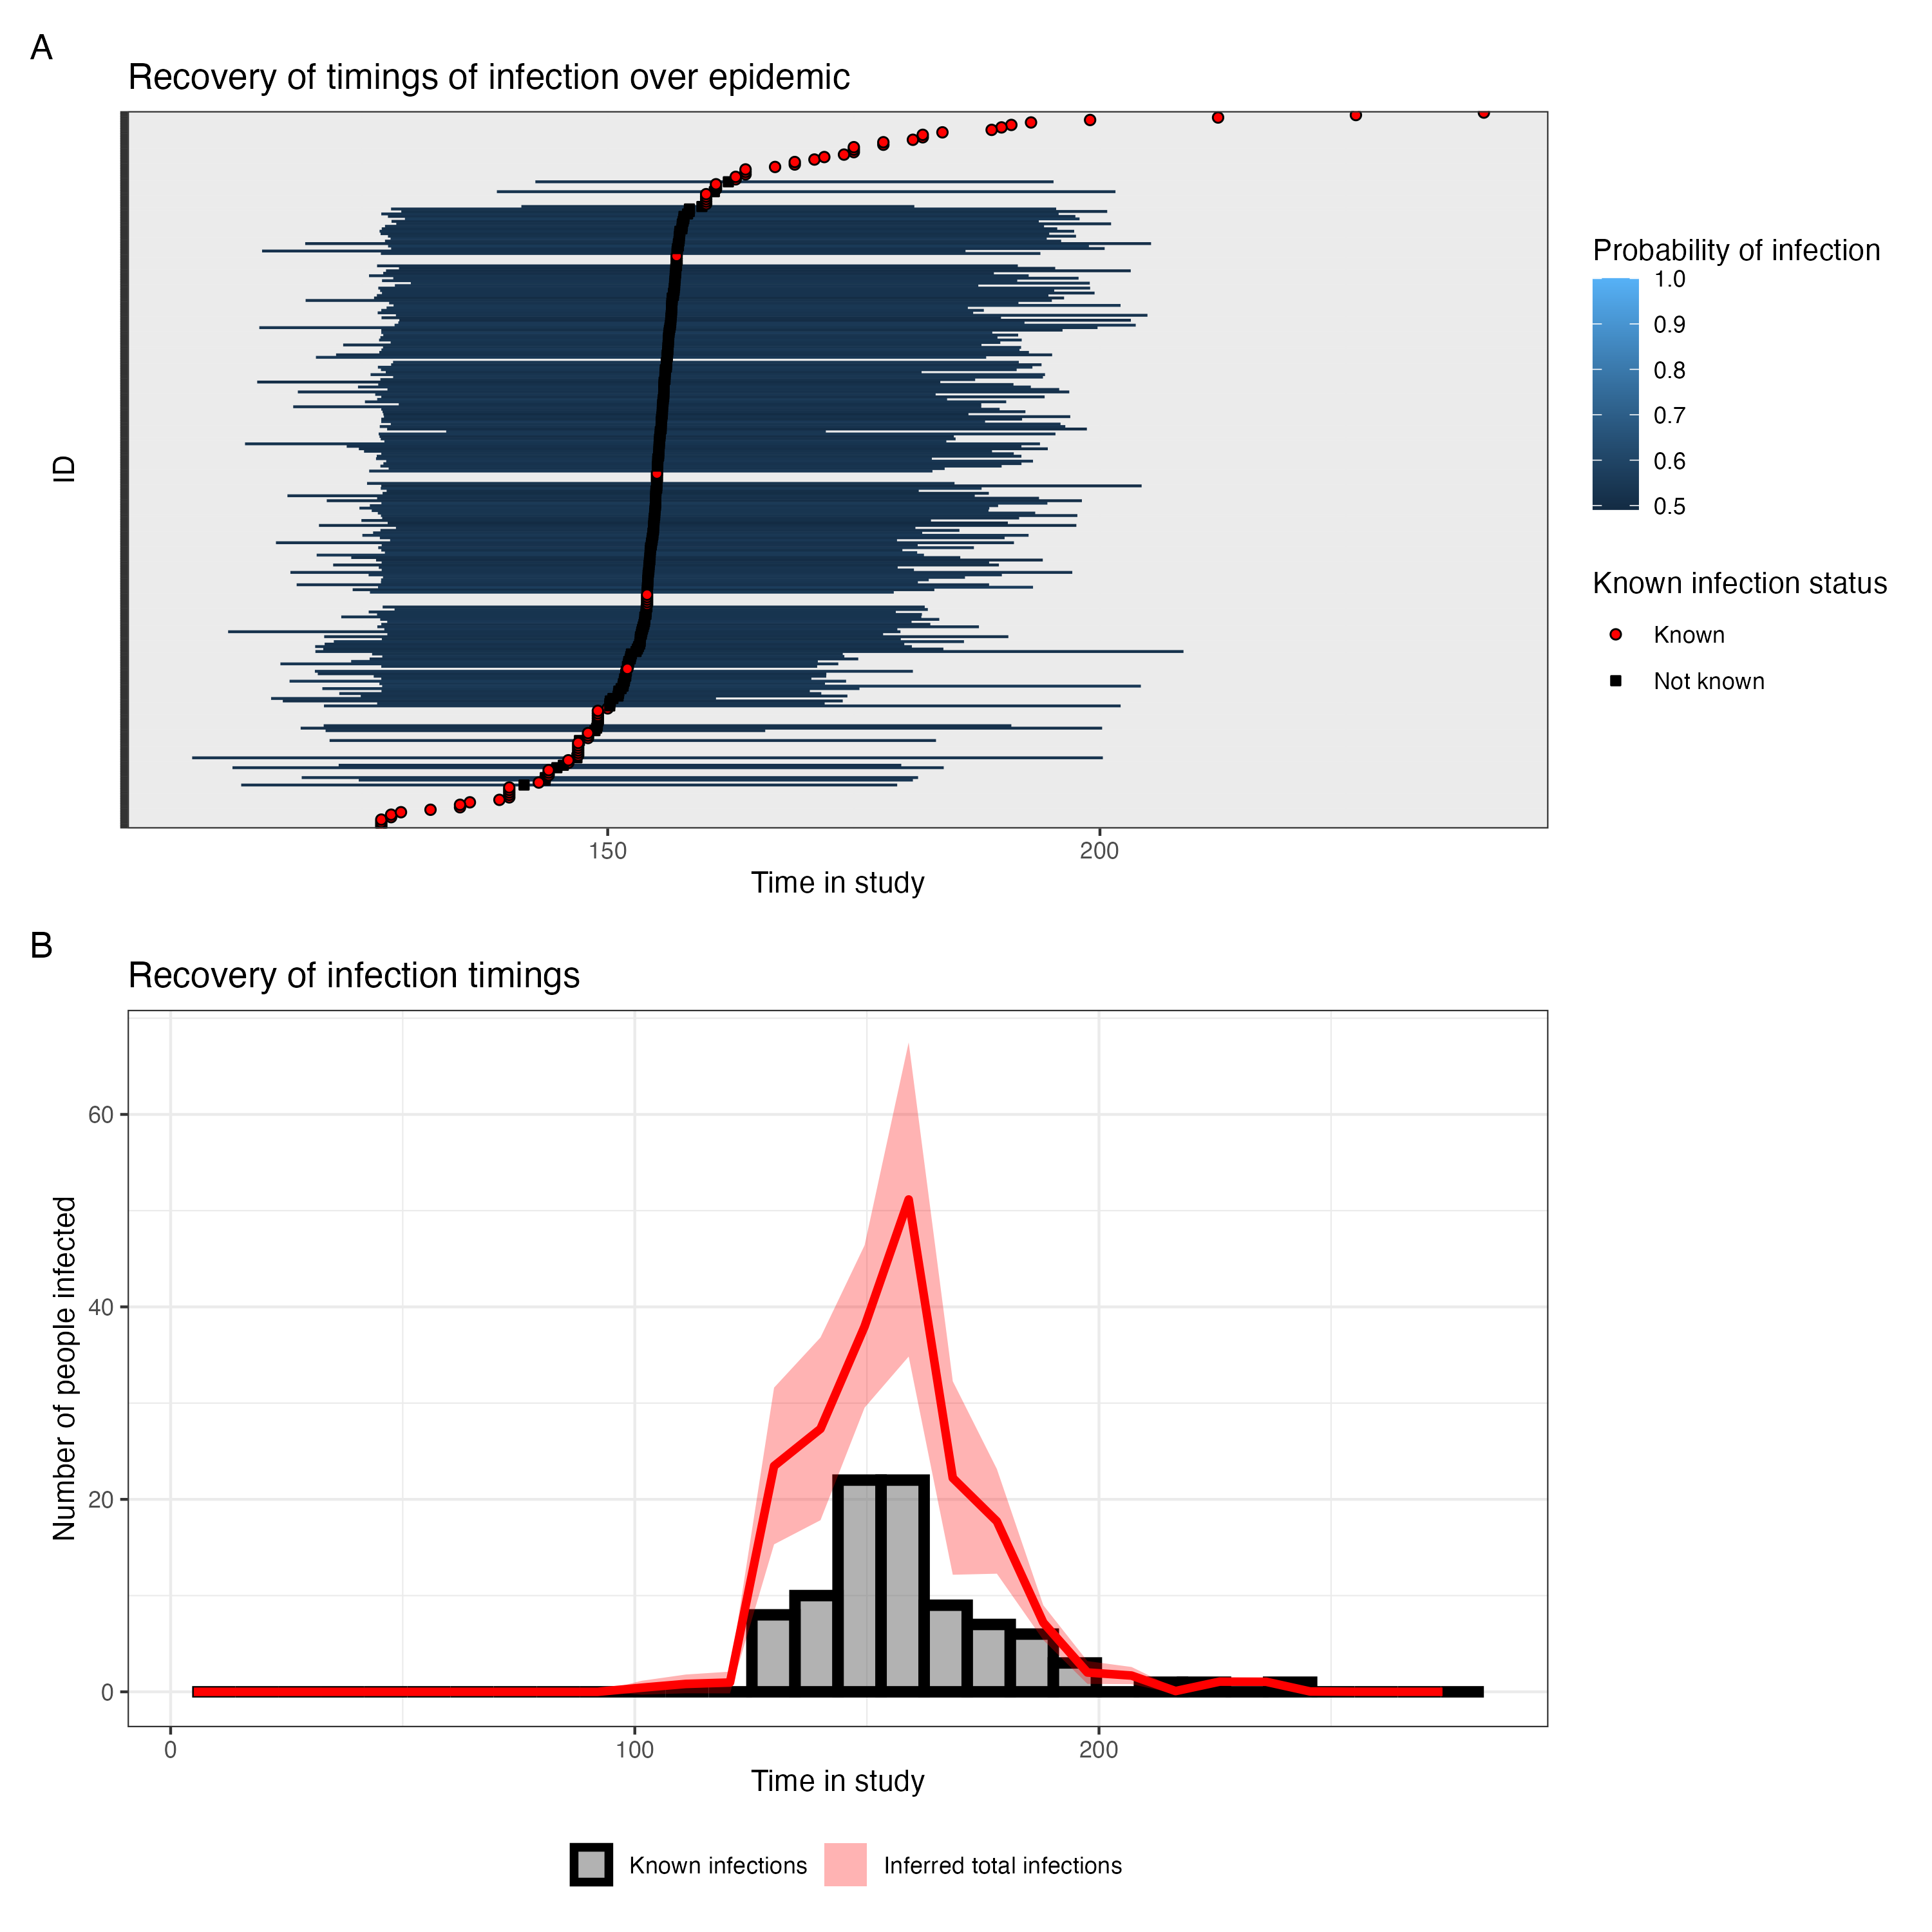 A
Recovery of timings of infection over epidemic
ID
150
200
Time in study
Probability of infection
1.0
0.9
0.8
0.7
0.6
0.5
Known infection status
Known
Not known
B
Recovery of infection timings
Number of people infected
60
40
20
0
0
100
200
Time in study
Known infections
Inferred total infections